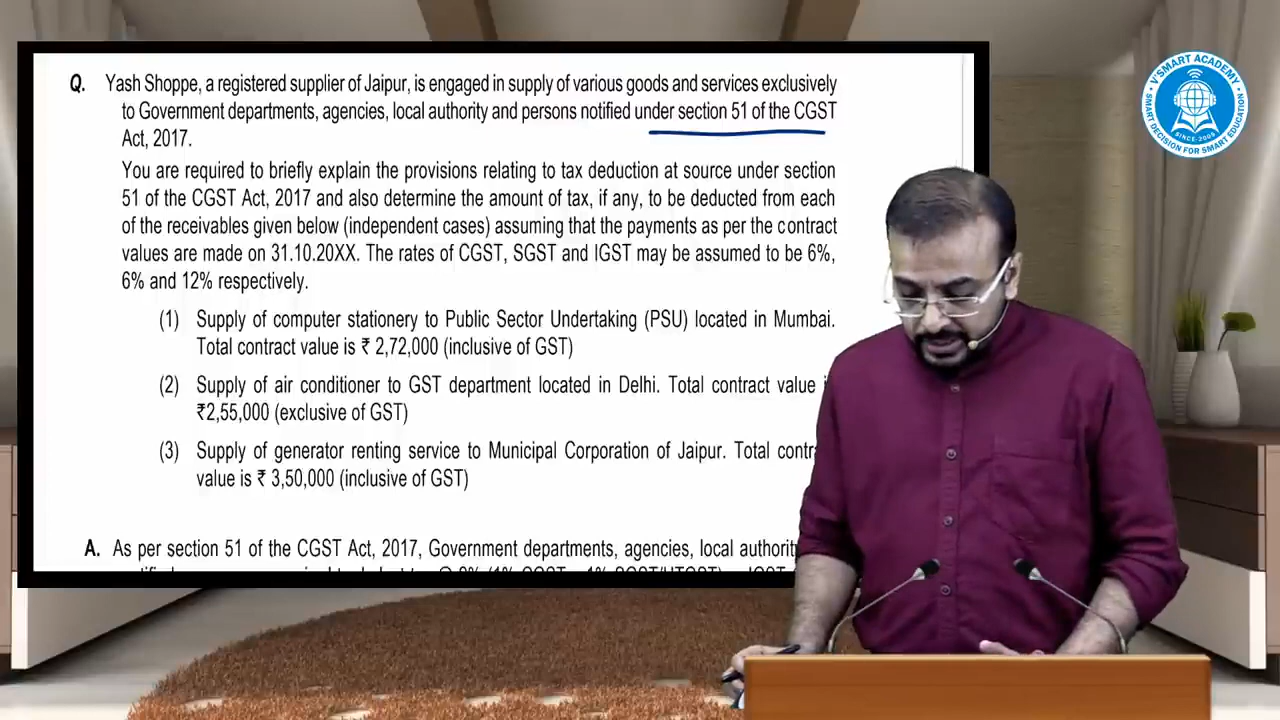 Q. Yash Shoppe, a registered supplier of Jaipur, is engaged in supply of various goods and services exclusively
to Government departments, agencies, local authority and persons notified under section 51 of the CGST
Act, 2017.
You are required to briefly explain the provisions relating to tax deduction at source under section
51 of the CGST Act, 2017 and also determine the amount of tax, if any, to be deducted from each
of the receivables given below (independent cases) assuming that the payments as per the contract
values are made on 31.10.20XX. The rates of CGST, SGST and IGST may be assumed to be 6%,
6% and 12% respectively.
(1) Supply of computer stationery to Public Sector Undertaking (PSU) located in Mumbai.
Total contract value is ₹ 2,72,000 (inclusive of GST)
(2) Supply of air conditioner to GST department located in Delhi. Total contract value
₹2,55,000 (exclusive of GST)
(3) Supply of generator renting service to Municipal Corporation of Jaipur. Total
value is ₹ 3,50,000 (inclusive of GST)
A. As per section 51 of the CGST Act, 2017, Government departments, agencies, local
V'SMART ACADEMY
SINCE-2009
SMART DECISION FOR SMART EDUCATION